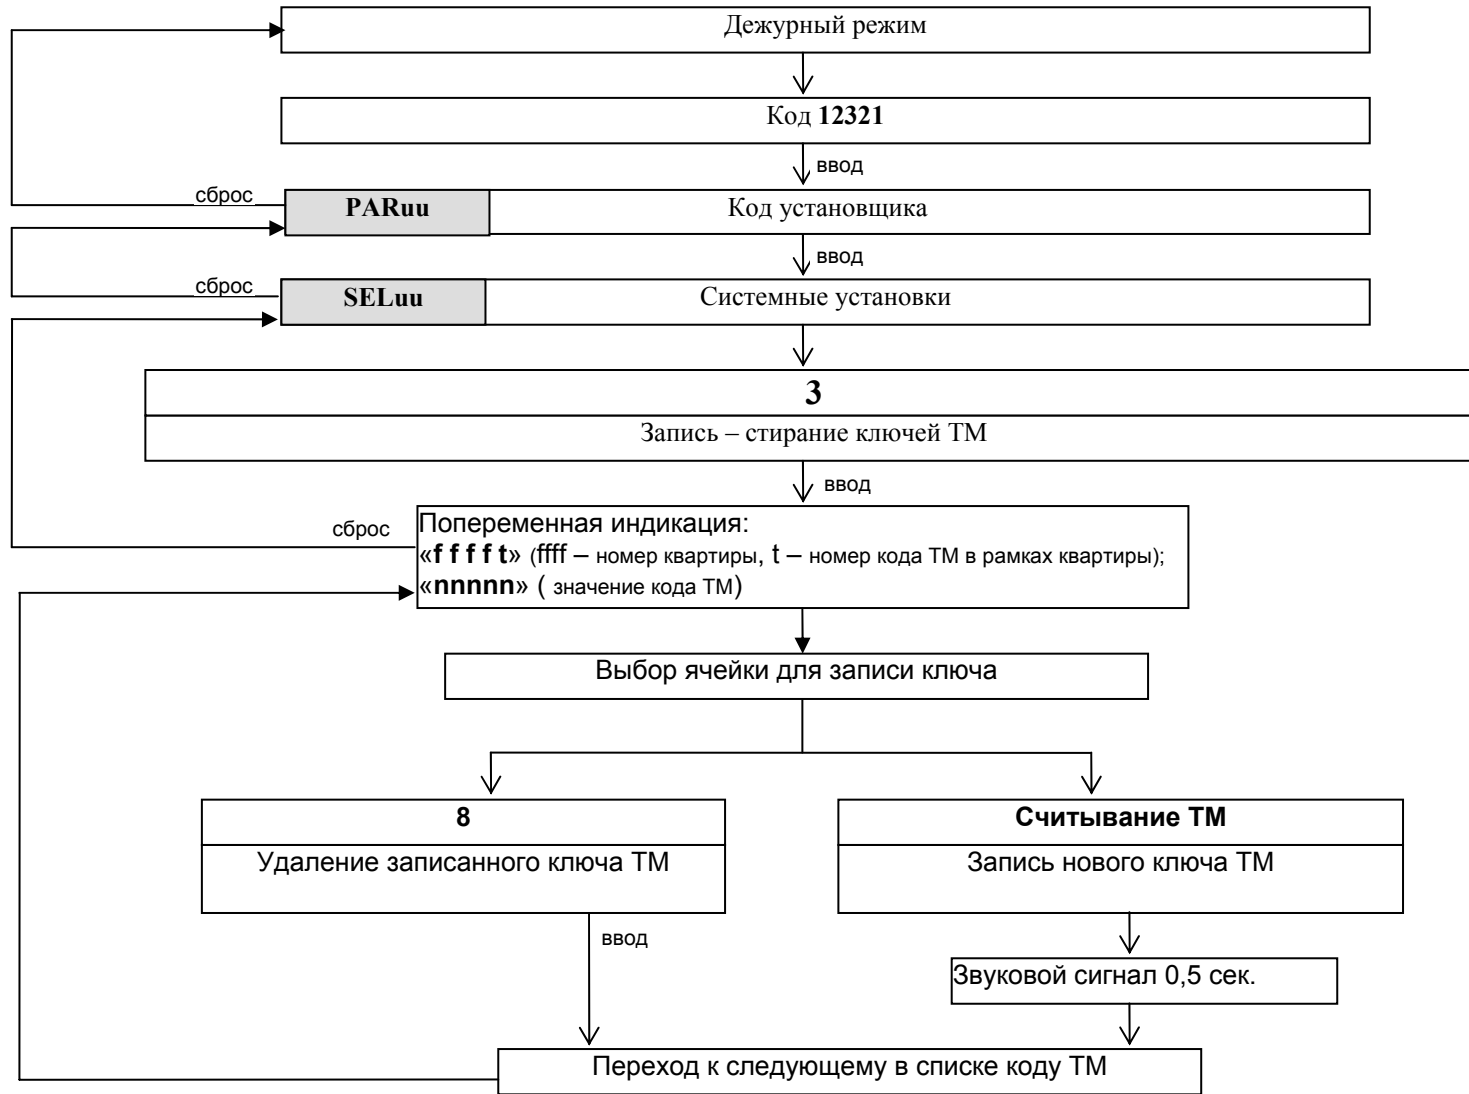 Дежурный режим
Код 12321
ввод
сброс
PARuu Код установщика
ввод
сброс
SELuu Системные установки
3
Запись – стирание ключей ТМ
ввод
сброс
Попеременная индикация:
«f f f f t» (ffff – номер квартиры, t – номер кода ТМ в рамках квартиры);
«nnnnn» ( значение кода ТМ)
Выбор ячейки для записи ключа
8 Считывание ТМ
Удаление записанного ключа ТМ Запись нового ключа ТМ
ввод
Звуковой сигнал 0,5 сек.
Переход к следующему в списке коду ТМ